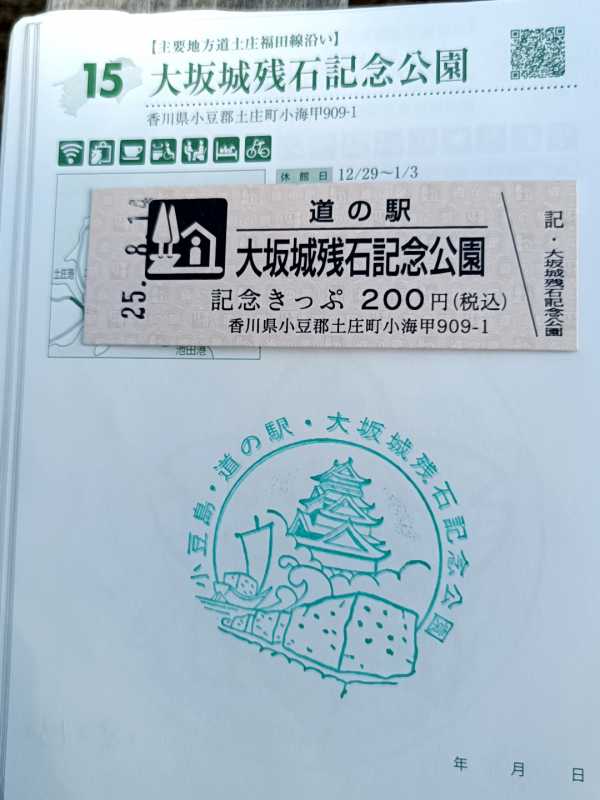 【主要地方道土庄福田線沿い】
15 大坂城残石記念公園
香川県小豆郡土庄町小海甲909-1
休館日 12/29～1/3
土庄港
池田港
25. 8. 1
道の駅
大坂城残石記念公園
記念きっぷ 200円(税込)
香川県小豆郡土庄町小海甲909-1
記・大坂城残石記念公園
小豆島・道の駅・大坂城残石記念公園
年 月 日